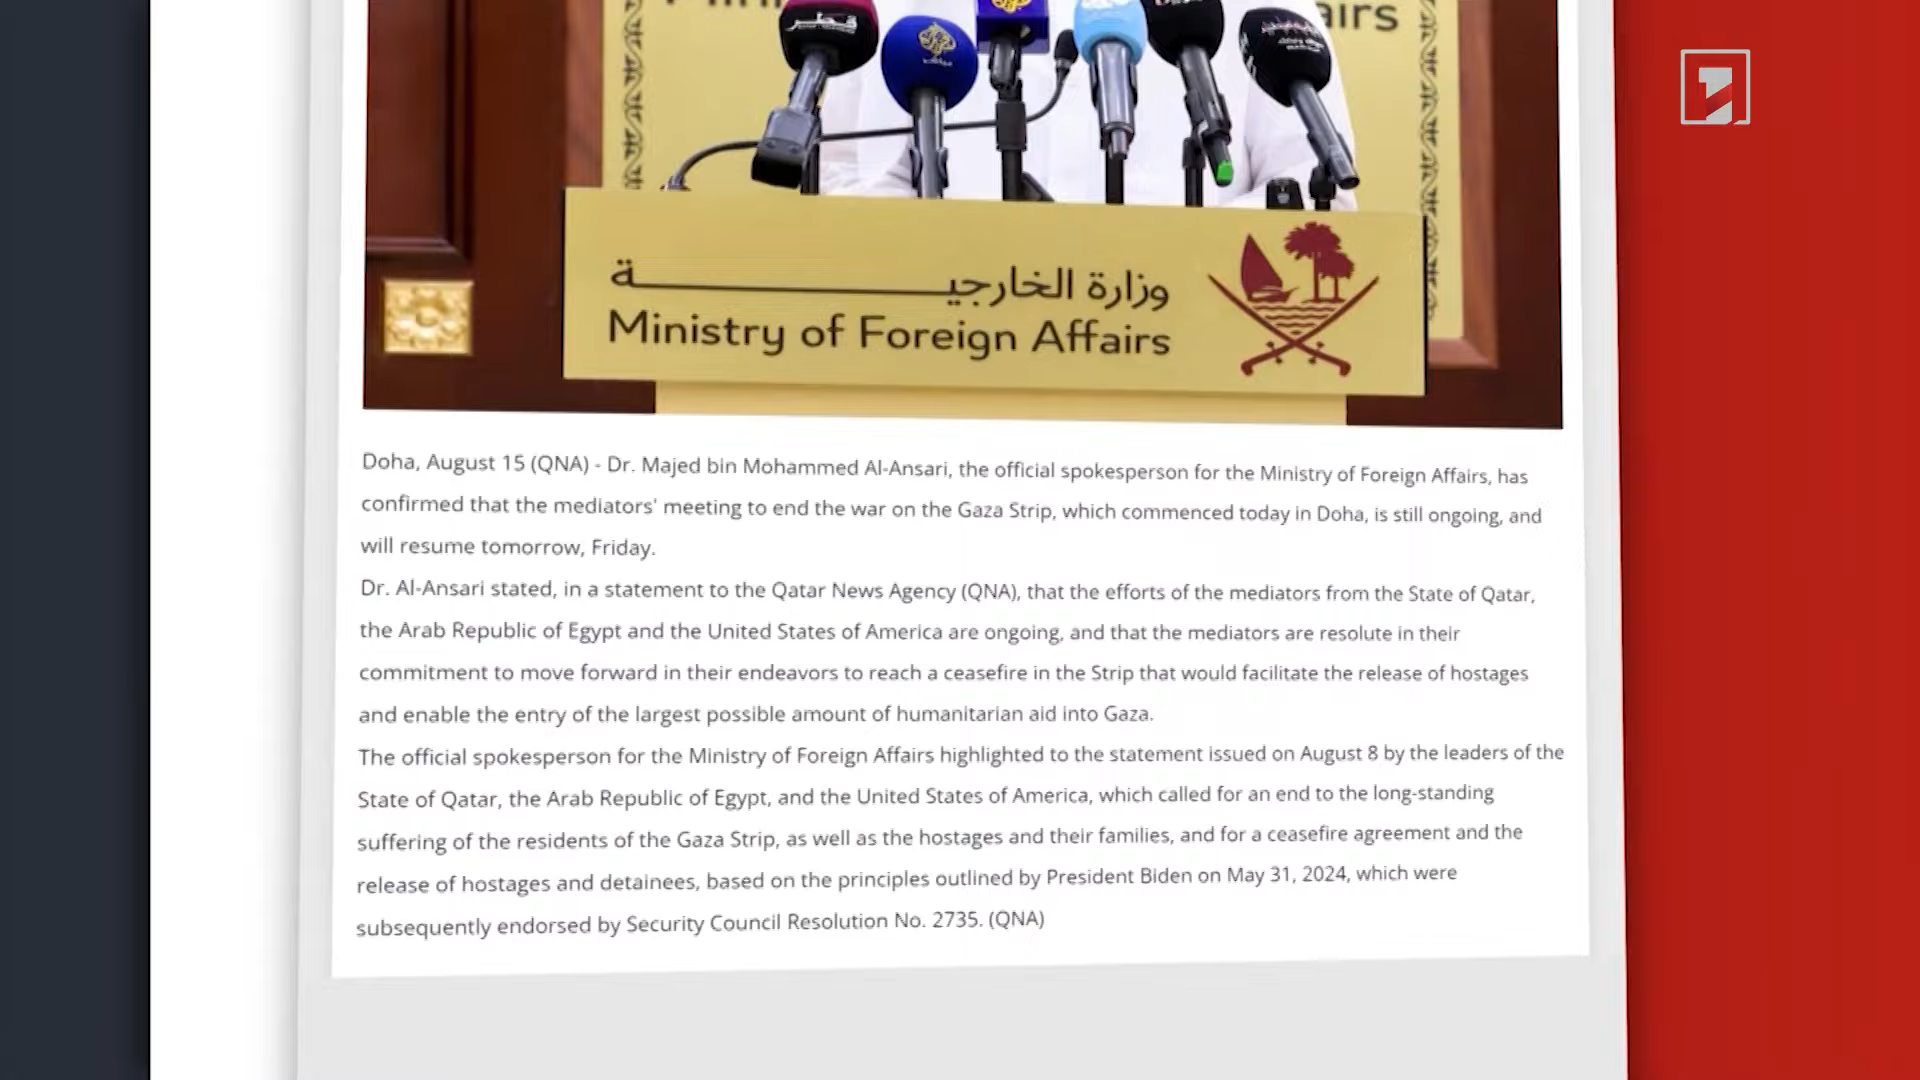 airs
قطر
وزارة الخارجية
Ministry of Foreign Affairs
Doha, August 15 (QNA) - Dr. Majed bin Mohammed Al-Ansari, the official spokesperson for the Ministry of Foreign Affairs, has
confirmed that the mediators' meeting to end the war on the Gaza Strip, which commenced today in Doha, is still ongoing, and
will resume tomorrow, Friday.
Dr. Al-Ansari stated, in a statement to the Qatar News Agency (QNA), that the efforts of the mediators from the State of Qatar,
the Arab Republic of Egypt and the United States of America are ongoing, and that the mediators are resolute in their
commitment to move forward in their endeavors to reach a ceasefire in the Strip that would facilitate the release of hostages
and enable the entry of the largest possible amount of humanitarian aid into Gaza.
The official spokesperson for the Ministry of Foreign Affairs highlighted to the statement issued on August 8 by the leaders of the
State of Qatar, the Arab Republic of Egypt, and the United States of America, which called for an end to the long-standing
suffering of the residents of the Gaza Strip, as well as the hostages and their families, and for a ceasefire agreement and the
release of hostages and detainees, based on the principles outlined by President Biden on May 31, 2024, which were
subsequently endorsed by Security Council Resolution No. 2735. (QNA)